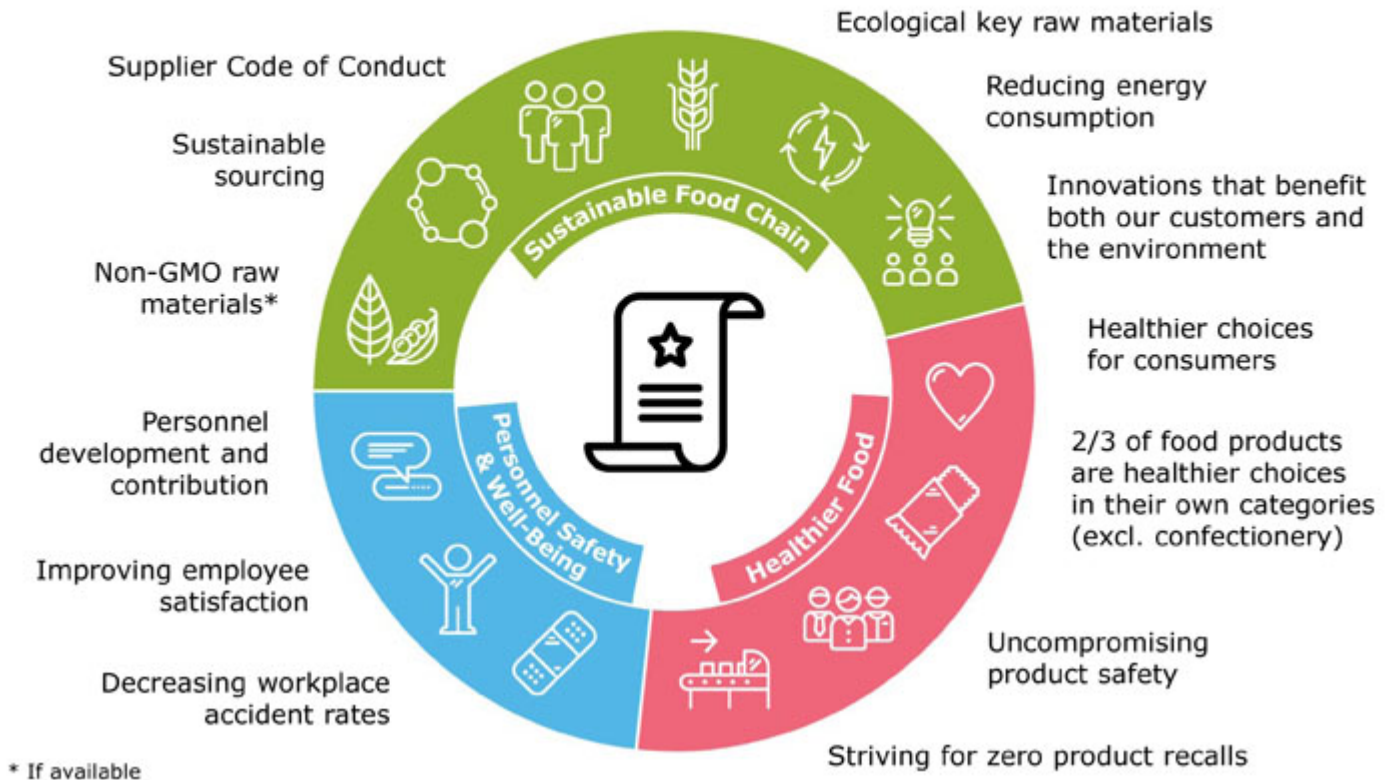 Ecological key raw materials
Supplier Code of Conduct
Reducing energy
consumption
Sustainable
sourcing
Innovations that benefit
both our customers and
the environment
Sustainable Food Chain
Non-GMO raw
materials*
Healthier choices
for consumers
Personnel
development and
contribution
Personnel Safety
& Well-Being
Healthier Food
2/3 of food products
are healthier choices
in their own categories
(excl. confectionery)
Improving employee
satisfaction
Uncompromising
product safety
Decreasing workplace
accident rates
Striving for zero product recalls
* If available